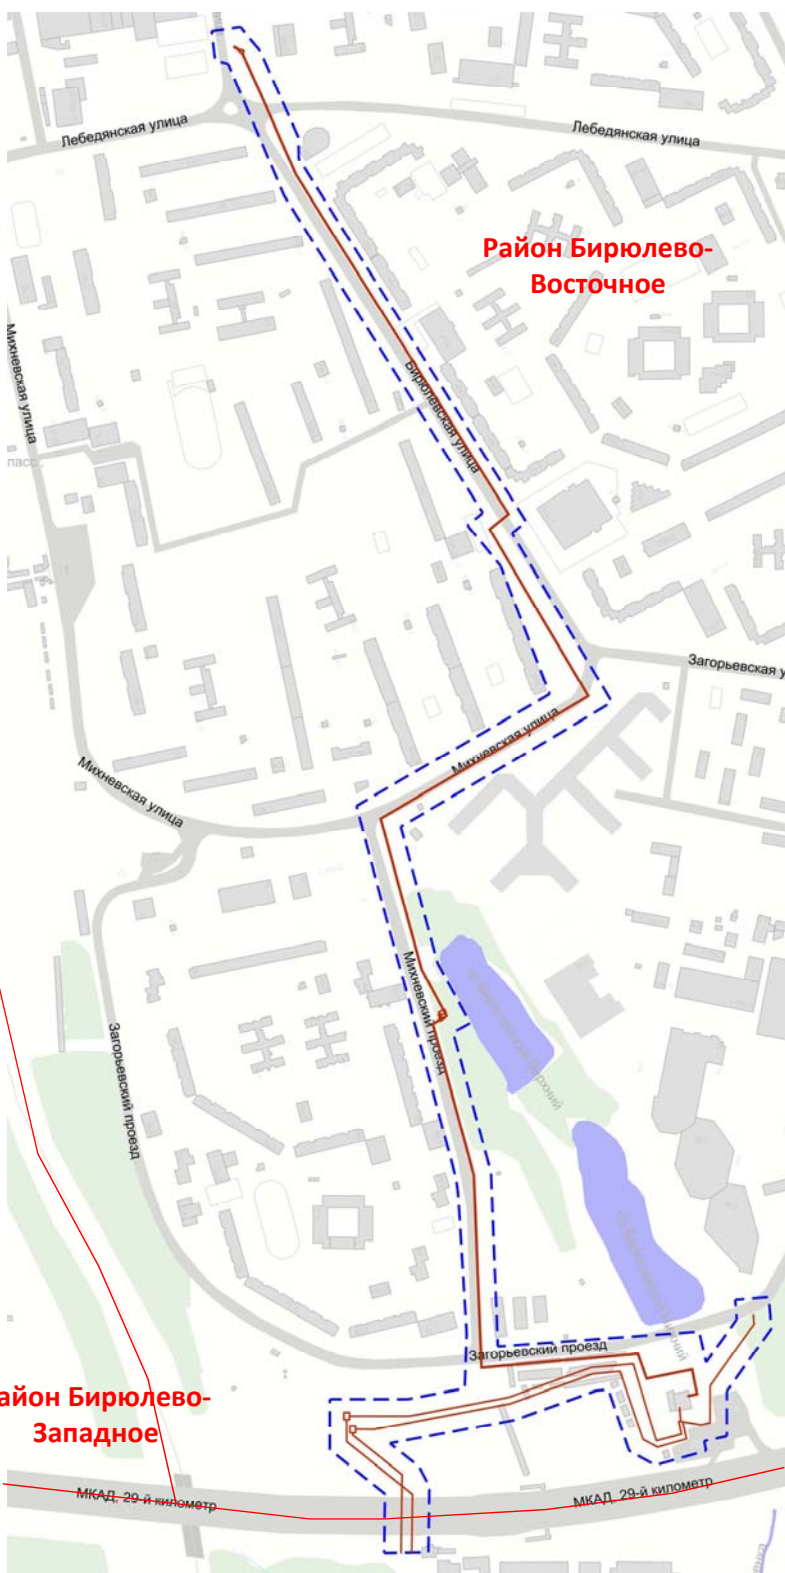 Лебедянская улица
Лебедянская улица
Район Бирюлево-
Восточное
Михневская улица
Бирюлевская улица
пасс.
Загорьевская у
Михневская улица
Михневская улица
Михневский проезд
Загорьевский проезд
Загорьевский проезд
айон Бирюлево-
Западное
МКАД, 29-й километр
МКАД, 29-й километр